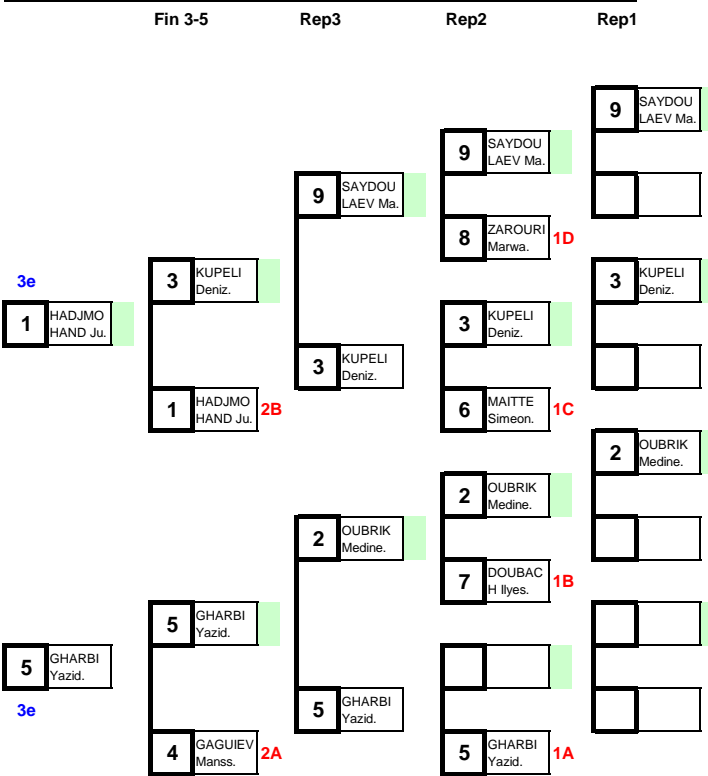 Fin 3-5 Rep3 Rep2 Rep1
9 SAYDOU
LAEV Ma.
9 SAYDOU
LAEV Ma.
9 SAYDOU
LAEV Ma.
8 ZAROURI
Marwa. 1D
3 KUPELI
Deniz.
3 KUPELI
Deniz.
3e
1 HADJMO
HAND Ju.
3 KUPELI
Deniz.
3 KUPELI
Deniz.
1 HADJMO
HAND Ju. 2B
6 MAITTE
Simeon. 1C
2 OUBRIK
Medine.
2 OUBRIK
Medine.
2 OUBRIK
Medine.
7 DOUBAC
H Ilyes. 1B
5 GHARBI
Yazid.
5 GHARBI
Yazid.
3e
5 GHARBI
Yazid.
4 GAGUIEV
Manss. 2A
5 GHARBI
Yazid. 1A